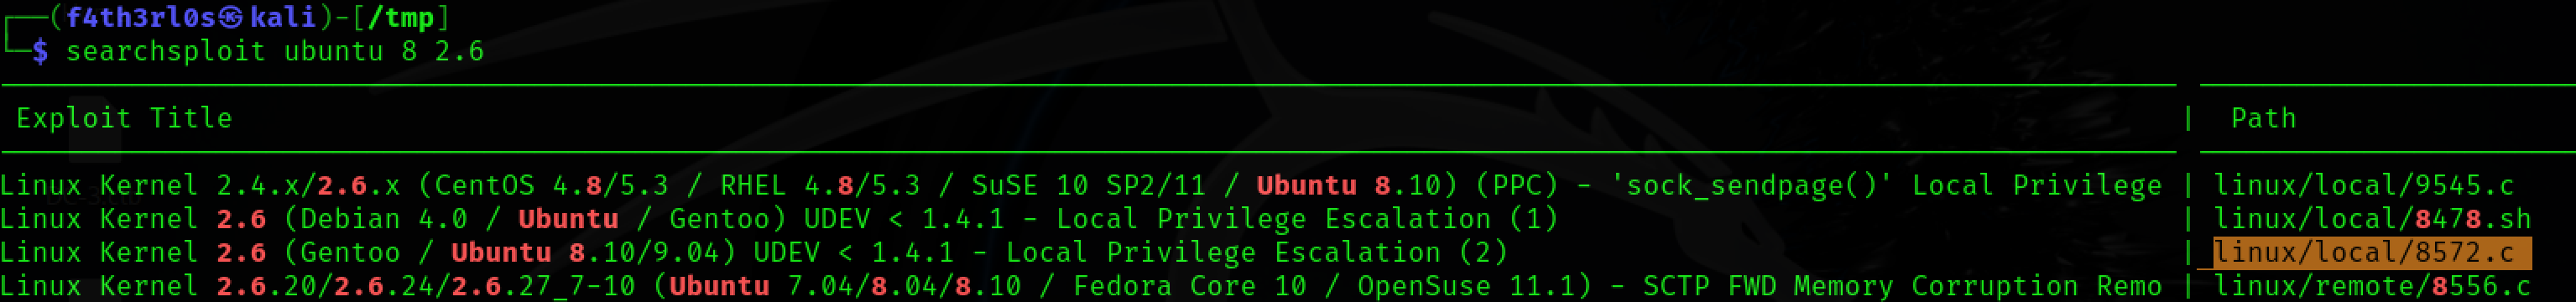 ┌──(f4th3rl0s㉿kali)-[/tmp]
└─$ searchsploit ubuntu 8 2.6
Exploit Title | Path
Linux Kernel 2.4.x/2.6.x (CentOS 4.8/5.3 / RHEL 4.8/5.3 / SuSE 10 SP2/11 / Ubuntu 8.10) (PPC) - 'sock_sendpage()' Local Privilege | linux/local/9545.c
Linux Kernel 2.6 (Debian 4.0 / Ubuntu / Gentoo) UDEV < 1.4.1 - Local Privilege Escalation (1) | linux/local/8478.sh
Linux Kernel 2.6 (Gentoo / Ubuntu 8.10/9.04) UDEV < 1.4.1 - Local Privilege Escalation (2) | linux/local/8572.c
Linux Kernel 2.6.20/2.6.24/2.6.27_7-10 (Ubuntu 7.04/8.04/8.10 / Fedora Core 10 / OpenSuse 11.1) - SCTP FWD Memory Corruption Remo | linux/remote/8556.c